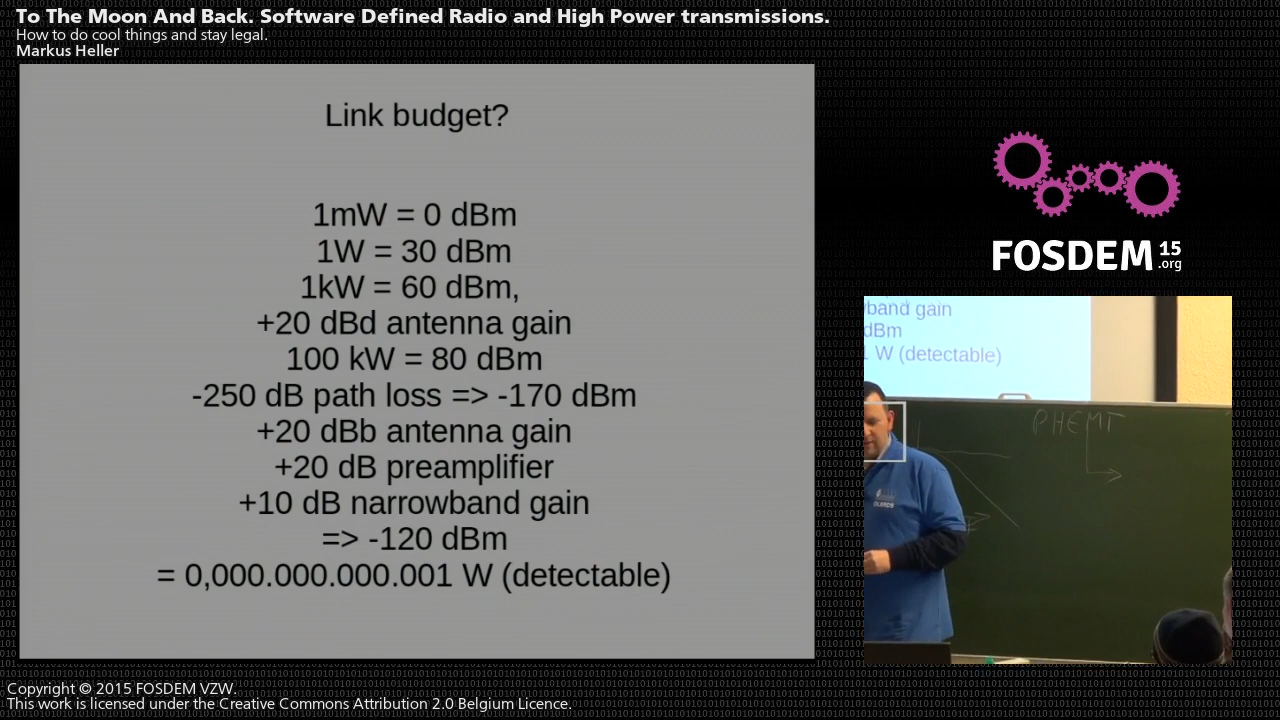 To The Moon And Back. Software Defined Radio and High Power transmissions.
How to do cool things and stay legal.
Markus Heller
Link budget?
1mW = 0 dBm
1W = 30 dBm
1kW = 60 dBm,
+20 dBd antenna gain
100 kW = 80 dBm
-250 dB path loss => -170 dBm
+20 dBb antenna gain
+20 dB preamplifier
+10 dB narrowband gain
=> -120 dBm
= 0,000.000.000.001 W (detectable)
FOSDEM 15
.org
band gain
dBm
W (detectable)
PHEMT
Copyright © 2015 FOSDEM VZW.
This work is licensed under the Creative Commons Attribution 2.0 Belgium Licence.